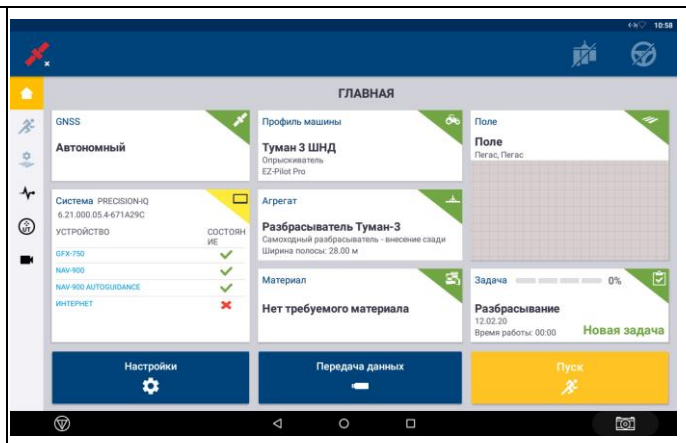 10:58
ГЛАВНАЯ
GNSS
Автономный
Система PRECISION-IQ
6.21.000.05.4-671A29C
УСТРОЙСТВО
СОСТОЯН
ИЕ
GFX-750
NAV-900
NAV-900 AUTOGUIDANCE
ИНТЕРНЕТ
Профиль машины
Туман 3 ШНД
Опрыскиватель
EZ-Pilot Pro
Агрегат
Разбрасыватель Туман-3
Самоходный разбрасыватель - внесение сзади
Ширина полосы: 28.00 м
Материал
Нет требуемого материала
Поле
Поле
Пегас, Пегас
Задача
0%
Разбрасывание
12.02.20
Время работы: 00:00
Новая задача
Настройки
Передача данных
Пуск